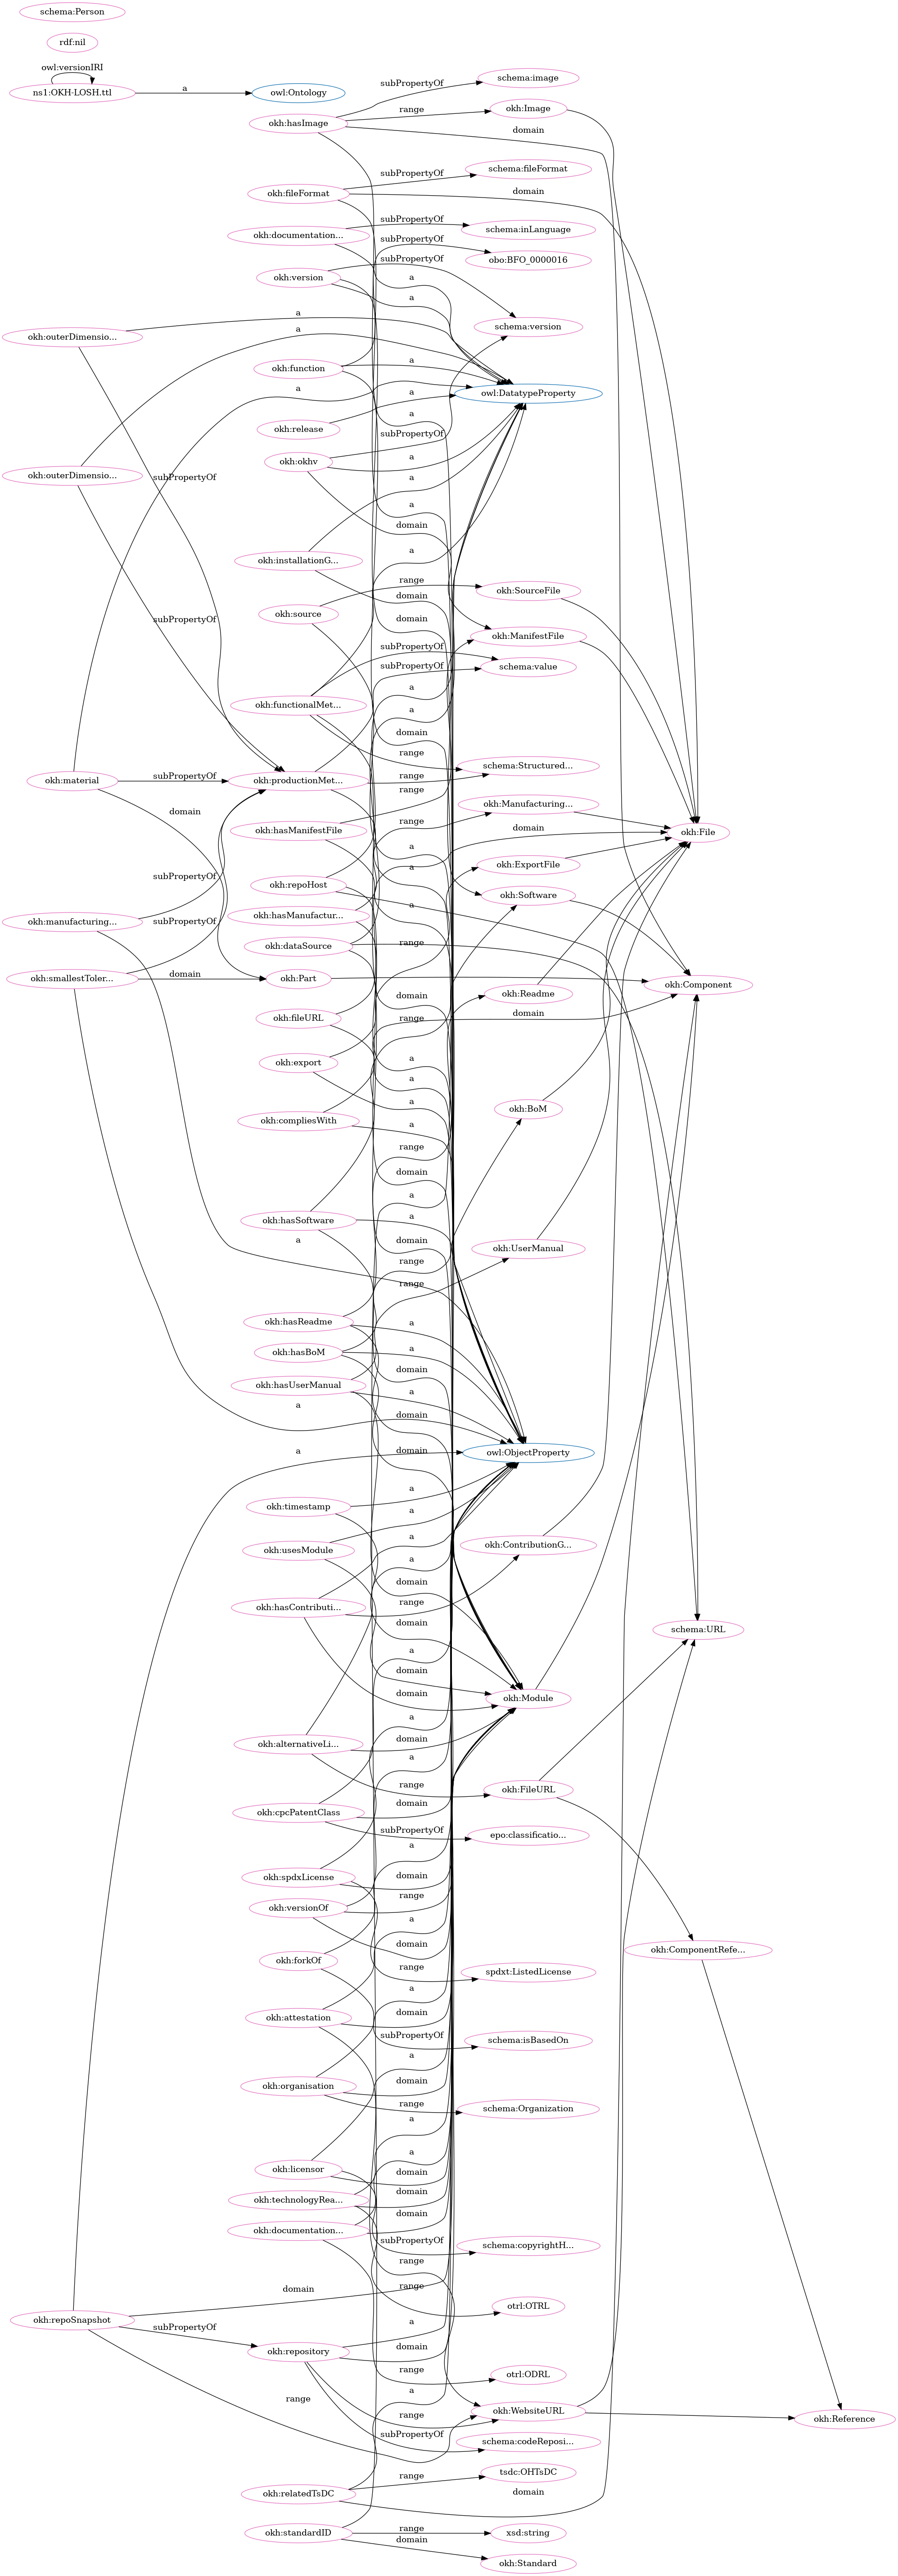 schema:Person
rdf:nil
owl:versionIRI
ns1:OKH-LOSH.ttl
a
owl:Ontology
okh:hasImage
subPropertyOf
schema:image
range
okh:Image
domain
okh:fileFormat
subPropertyOf
schema:fileFormat
domain
okh:documentation...
subPropertyOf
schema:inLanguage
subPropertyOf
obo:BFO_0000016
okh:version
subPropertyOf
a
a
schema:version
okh:outerDimensio...
a
a
okh:function
a
a
owl:DatatypeProperty
a
okh:release
a
subPropertyOf
okh:okhv
a
okh:outerDimensio...
subPropertyOf
a
a
domain
okh:installationG...
a
range
okh:SourceFile
domain
okh:source
domain
okh:ManifestFile
subPropertyOf
subPropertyOf
schema:value
subPropertyOf
a
okh:functionalMet...
a
domain
range
schema:Structured...
okh:material
subPropertyOf
okh:productionMet...
range
range
okh:Manufacturing...
domain
okh:hasManifestFile
range
domain
okh:File
a
okh:ExportFile
a
okh:repoHost
subPropertyOf
okh:Software
a
okh:hasManufactur...
okh:manufacturing...
subPropertyOf
okh:dataSource
range
okh:smallestToler...
domain
okh:Part
okh:Component
okh:Readme
domain
okh:fileURL
range
domain
okh:export
a
a
a
okh:BoM
okh:compliesWith
a
range
domain
a
okh:hasSoftware
a
a
domain
okh:UserManual
range
range
okh:hasReadme
a
okh:hasBoM
a
domain
okh:hasUserManual
a
a
domain
domain
a
owl:ObjectProperty
okh:timestamp
a
a
okh:usesModule
a
okh:ContributionG...
a
domain
okh:hasContributi...
range
domain
schema:URL
a
domain
domain
okh:Module
a
okh:alternativeLi...
domain
a
range
okh:FileURL
okh:cpcPatentClass
domain
subPropertyOf
epo:classificatio...
a
okh:spdxLicense
domain
range
okh:versionOf
a
domain
okh:ComponentRefe...
okh:forkOf
range
spdxt:ListedLicense
a
okh:attestation
domain
subPropertyOf
schema:isBasedOn
a
okh:organisation
domain
range
schema:Organization
a
a
okh:licensor
domain
okh:technologyRea...
domain
domain
okh:documentation...
subPropertyOf
schema:copyrightH...
range
domain
range
otrl:OTRL
okh:repoSnapshot
a
subPropertyOf
okh:repository
domain
range
otrl:ODRL
a
range
range
okh:WebsiteURL
okh:Reference
subPropertyOf
schema:codeReposi...
range
tsdc:OHTsDC
okh:relatedTsDC
domain
okh:standardID
range
xsd:string
domain
okh:Standard